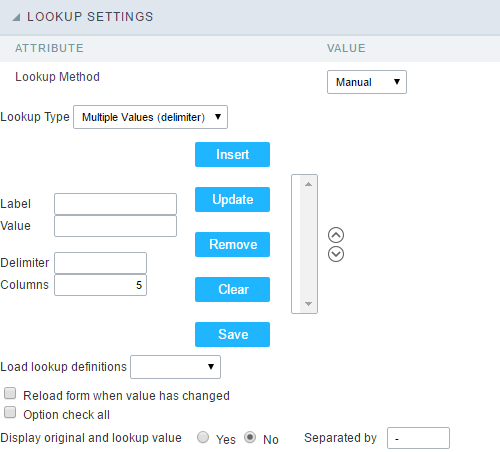 LOOKUP SETTINGS
ATTRIBUTE VALUE
Lookup Method Manual
Lookup Type Multiple Values (delimiter)
Insert
Label
Update
Value
Remove
Delimiter
Columns 5
Clear
Save
Load lookup definitions
Reload form when value has changed
Option check all
Display original and lookup value Yes No Separated by -